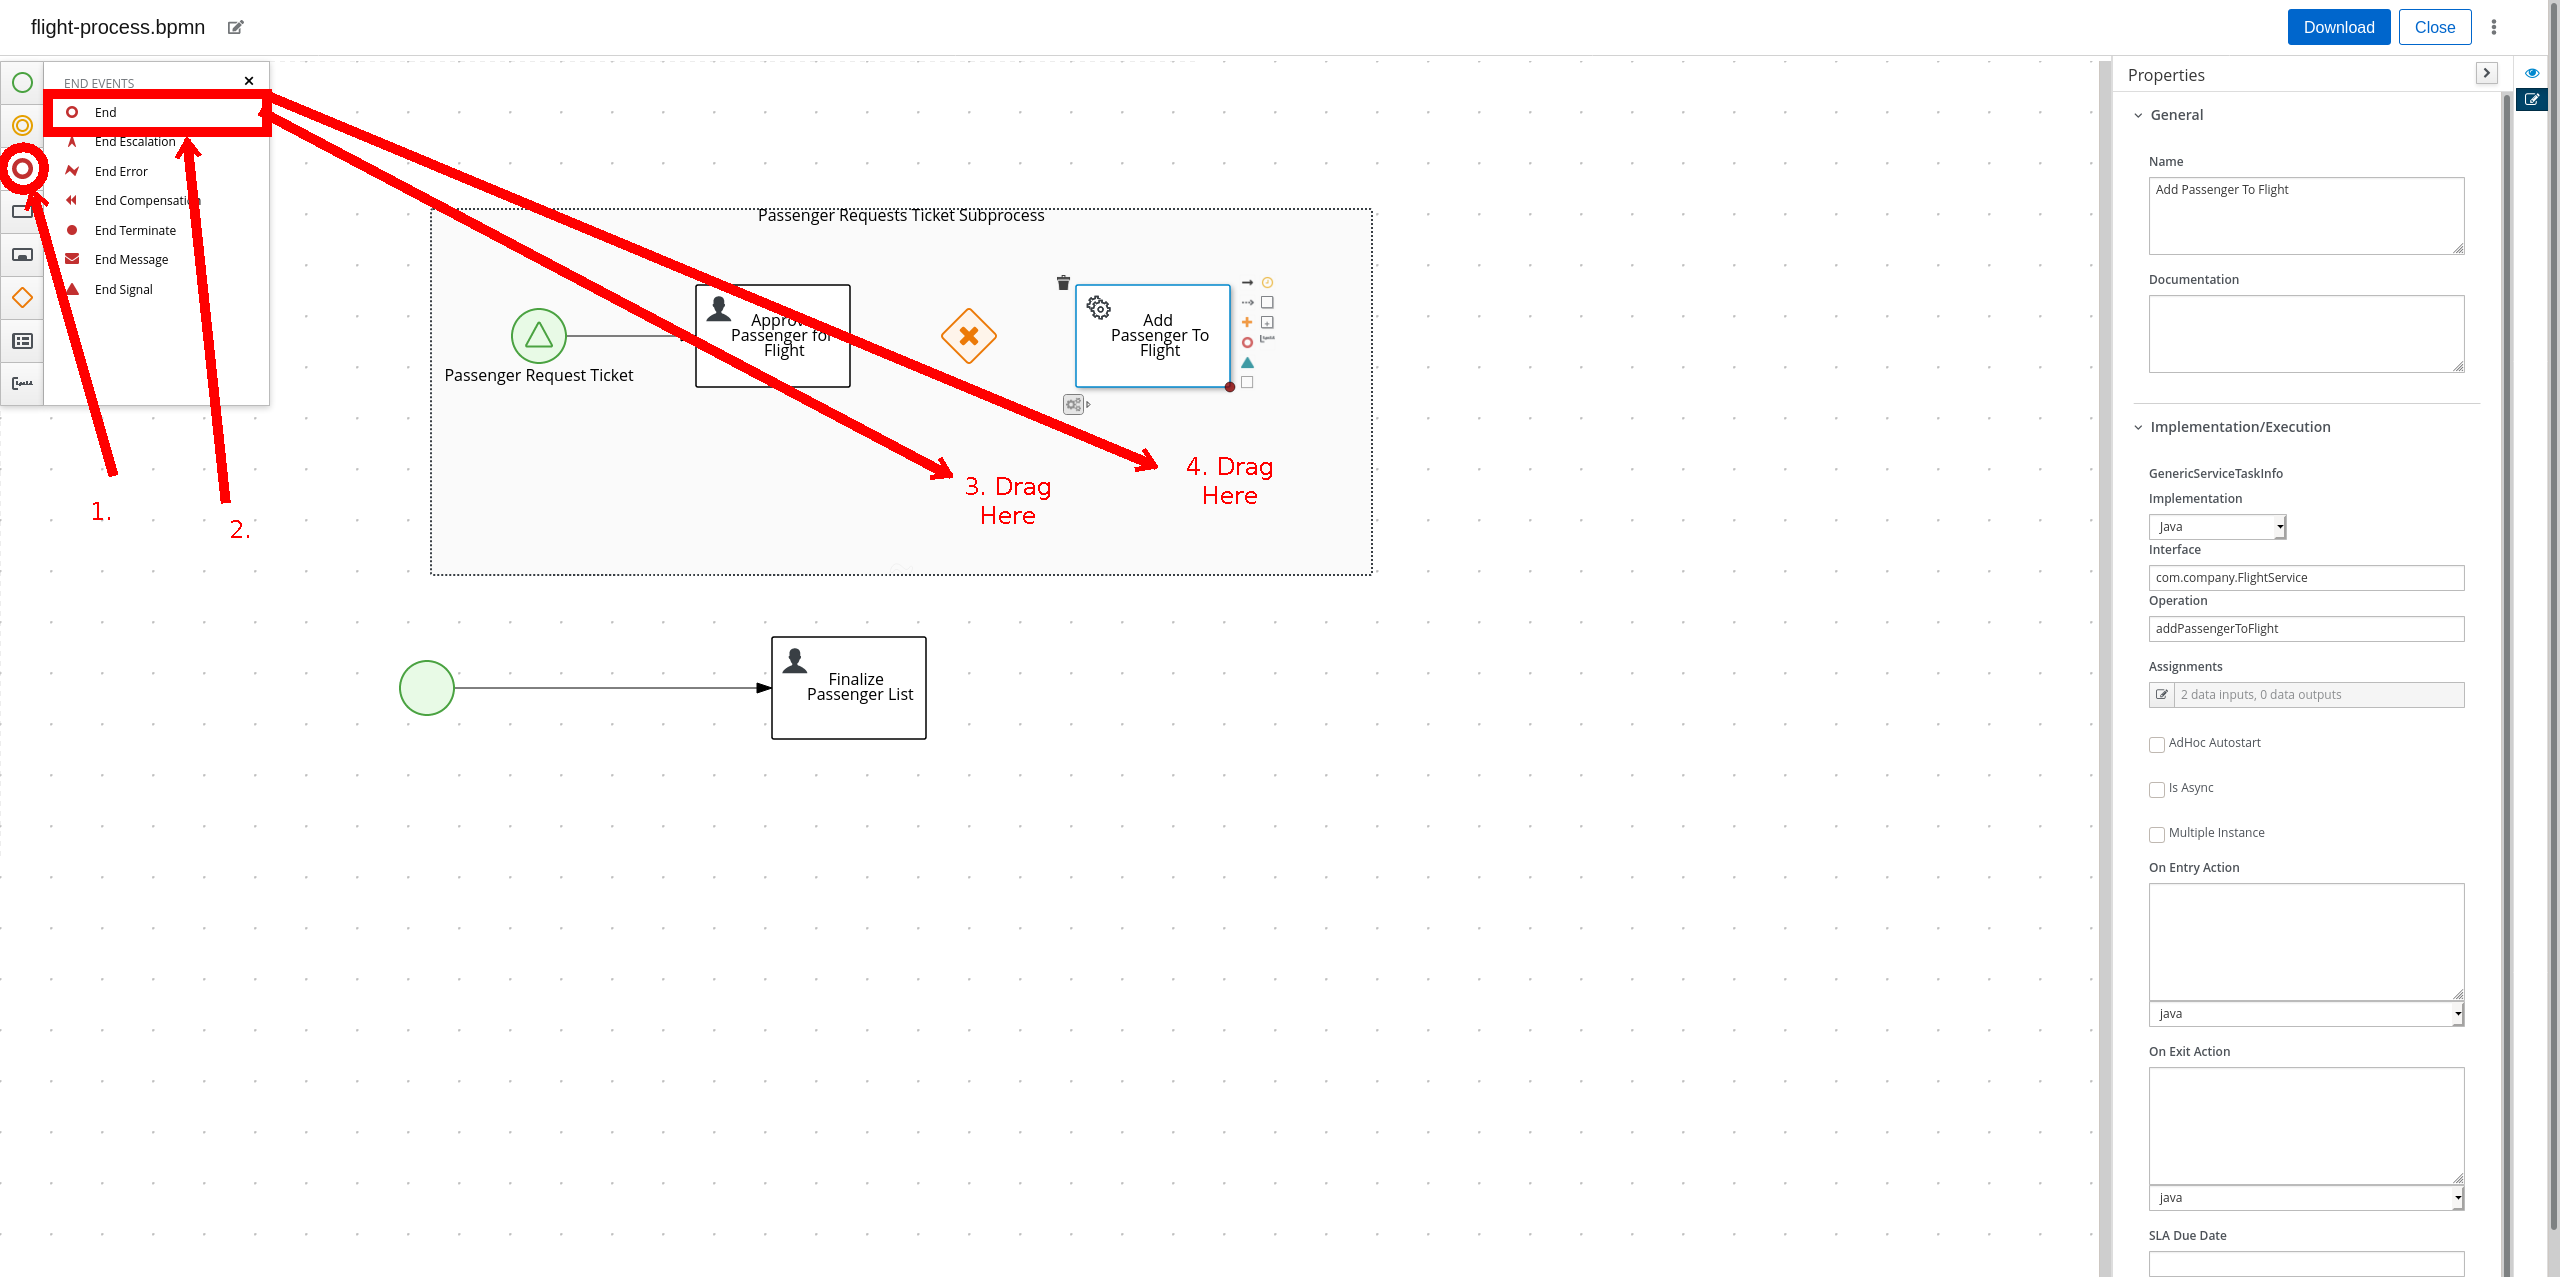 flight-process.bpmn
Download
Close
END EVENTS
End
End Escalation
End Error
End Compensation
End Terminate
End Message
End Signal
1.
2.
Passenger Requests Ticket Subprocess
Passenger Request Ticket
Approve
Passenger for
Flight
Add
Passenger To
Flight
3. Drag
Here
4. Drag
Here
Finalize
Passenger List
Properties
General
Name
Add Passenger To Flight
Documentation
Implementation/Execution
GenericServiceTaskInfo
Implementation
Java
Interface
com.company.FlightService
Operation
addPassengerToFlight
Assignments
2 data inputs, 0 data outputs
AdHoc Autostart
Is Async
Multiple Instance
On Entry Action
java
On Exit Action
java
SLA Due Date